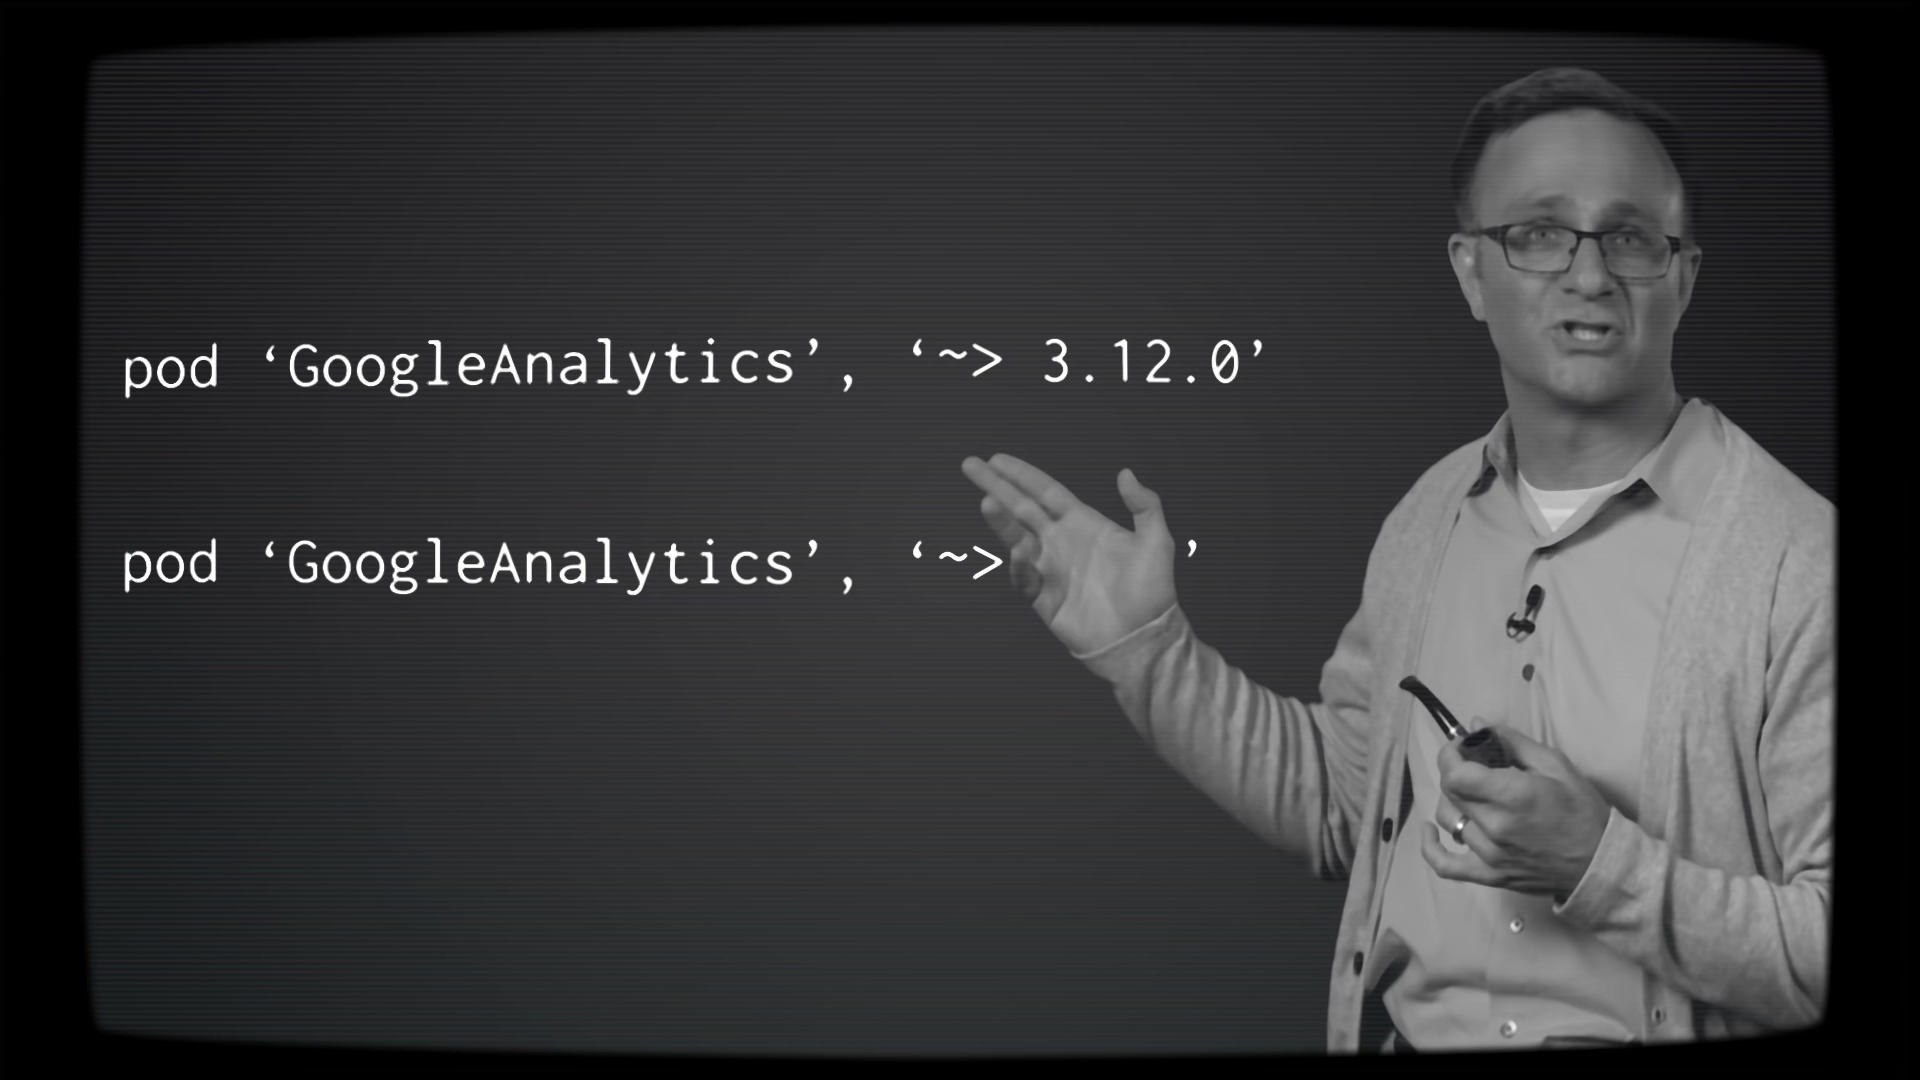 pod ‘GoogleAnalytics’, ‘~> 3.12.0’
pod ‘GoogleAnalytics’, ‘~> ’